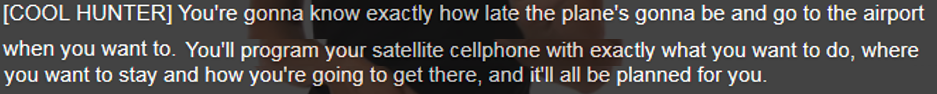 [COOL HUNTER] You're gonna know exactly how late the plane's gonna be and go to the airport
when you want to. You'll program your satellite cellphone with exactly what you want to do, where
you want to stay and how you're going to get there, and it'll all be planned for you.